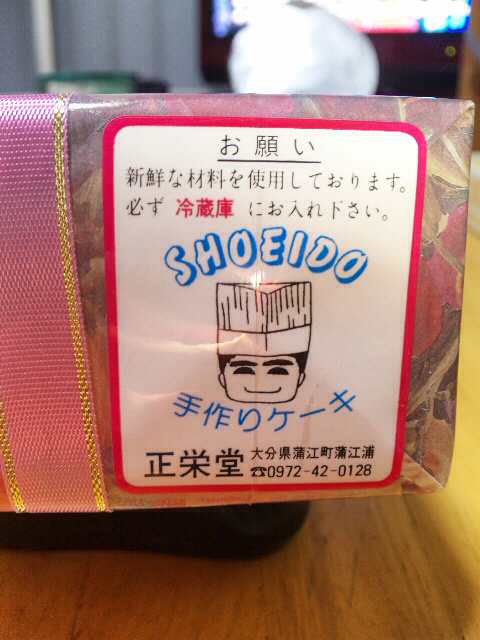 お願い
新鮮な材料を使用しております。
必ず 冷蔵庫 にお入れ下さい。
SHOEIDO
手作りケーキ
正栄堂 大分県蒲江町蒲江浦
☎0972-42-0128